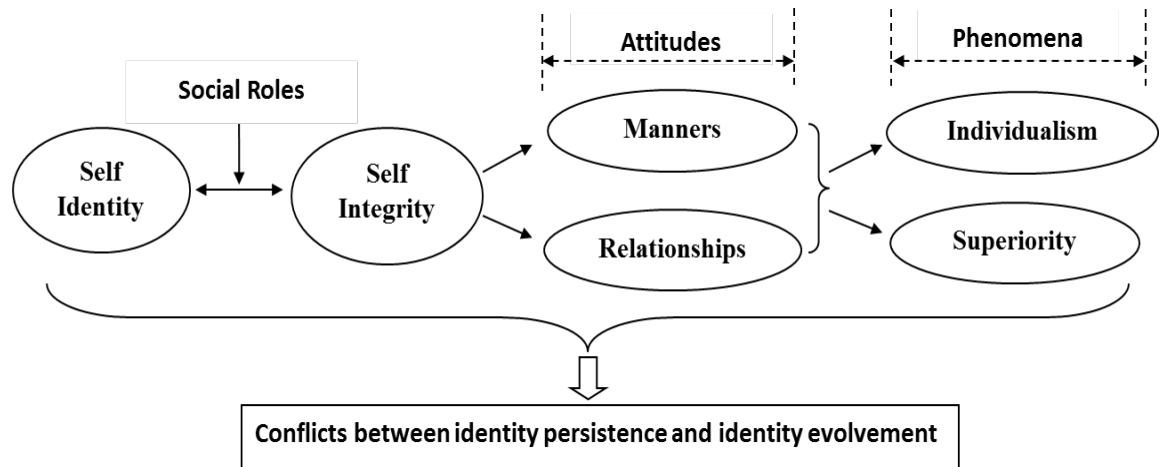 Attitudes
Phenomena
Social Roles
Manners
Individualism
Self
Identity
Self
Integrity
Relationships
Superiority
Conflicts between identity persistence and identity evolvement